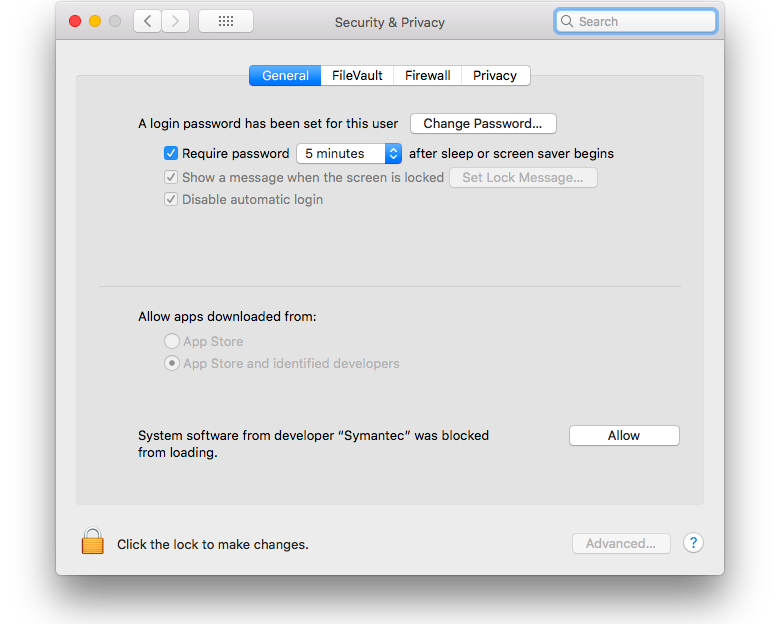 Security & Privacy
Search
General
FileVault
Firewall
Privacy
A login password has been set for this user
Change Password...
Require password
5 minutes
after sleep or screen saver begins
Show a message when the screen is locked
Set Lock Message...
Disable automatic login
Allow apps downloaded from:
App Store
App Store and identified developers
System software from developer “Symantec” was blocked
from loading.
Allow
Click the lock to make changes.
Advanced...
?